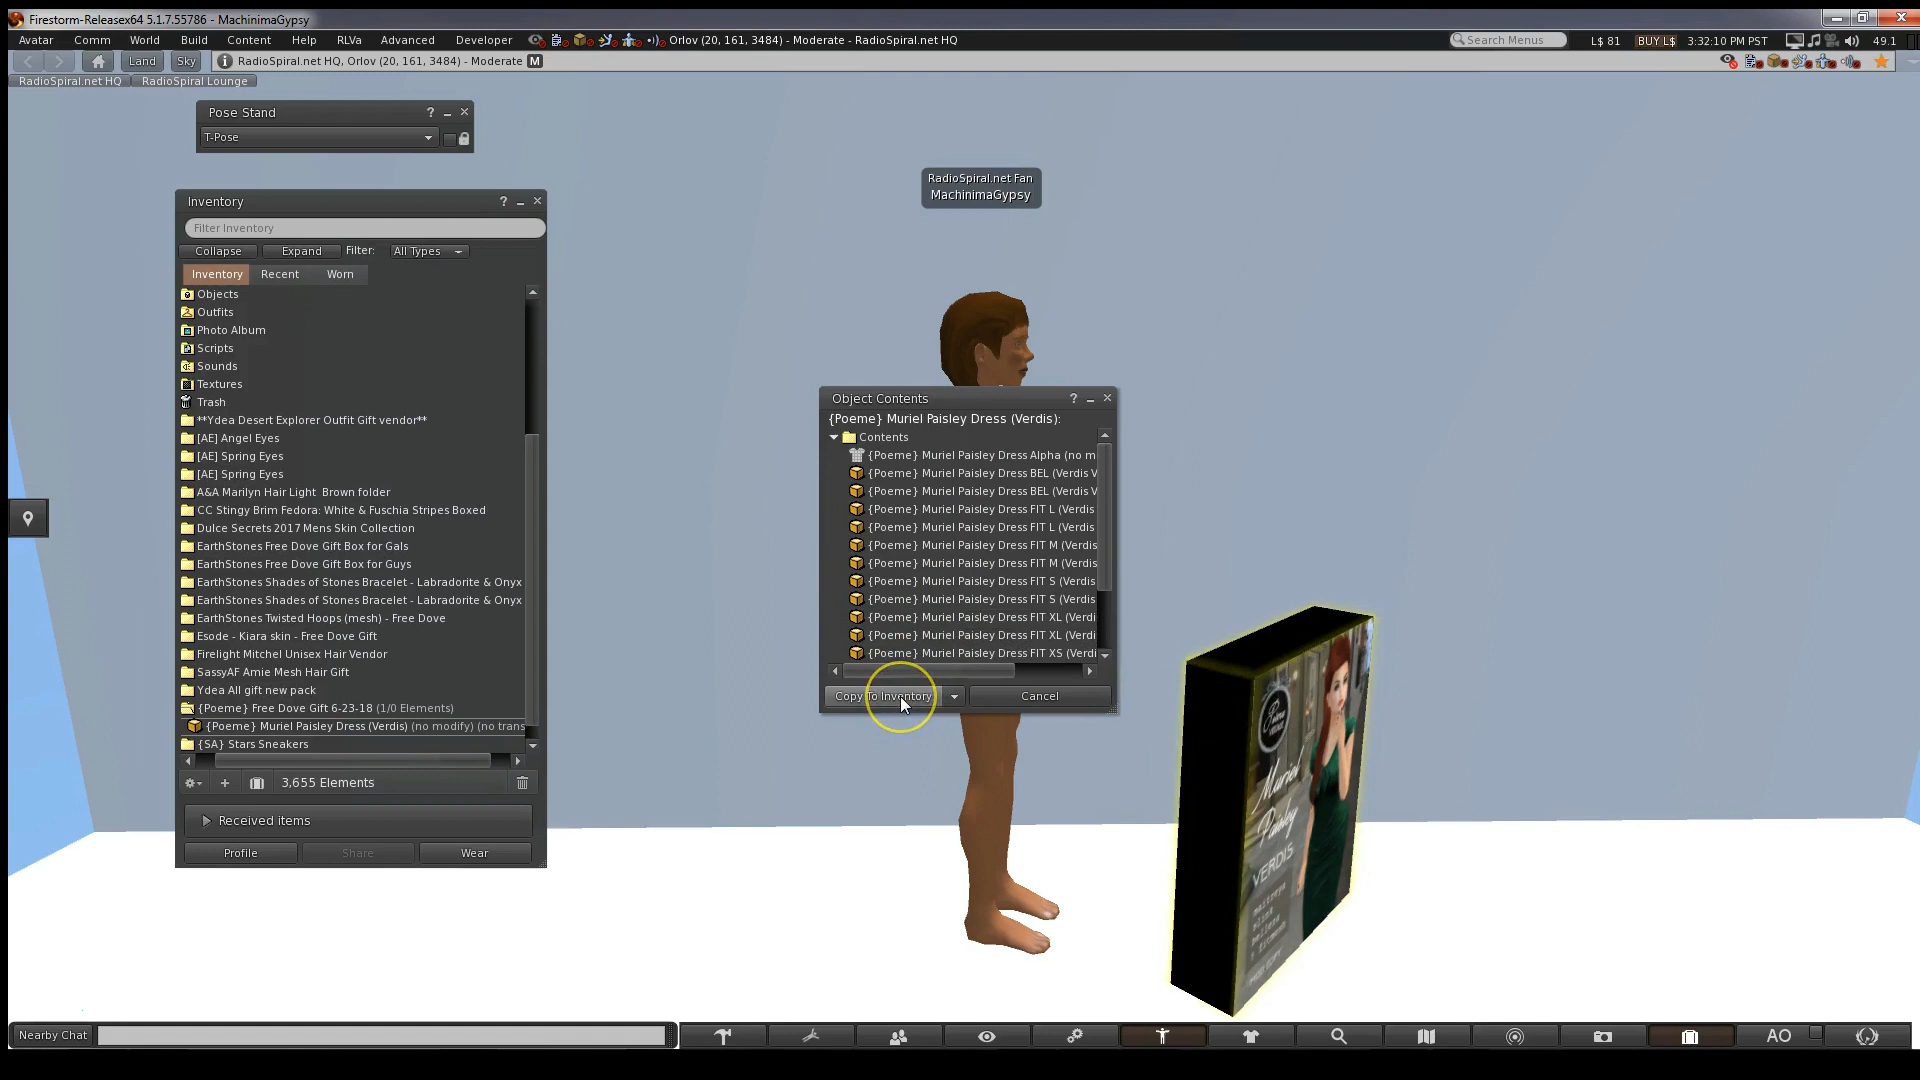 Firestorm-Releasex64 5.1.7.55786 - MachinimaGypsy
Avatar Comm World Build Content Help RLVa Advanced Developer Orlov (20, 161, 3484) - Moderate - RadioSpiral.net HQ Search Menus L$ 81 BUY L$ 3:32:10 PM PST 49.1
Land Sky RadioSpiral.net HQ, Orlov (20, 161, 3484) - Moderate M
RadioSpiral.net HQ RadioSpiral Lounge
Pose Stand ?
T-Pose
RadioSpiral.net Fan
MachinimaGypsy
Inventory ?
Filter Inventory
Collapse Expand Filter: All Types
Inventory Recent Worn
Objects
Outfits
Photo Album
Scripts
Sounds
Textures
Trash
**Ydea Desert Explorer Outfit Gift vendor**
[AE] Angel Eyes
[AE] Spring Eyes
[AE] Spring Eyes
A&A Marilyn Hair Light Brown folder
CC Stingy Brim Fedora: White & Fuschia Stripes Boxed
Dulce Secrets 2017 Mens Skin Collection
EarthStones Free Dove Gift Box for Gals
EarthStones Free Dove Gift Box for Guys
EarthStones Shades of Stones Bracelet - Labradorite & Onyx
EarthStones Shades of Stones Bracelet - Labradorite & Onyx
EarthStones Twisted Hoops (mesh) - Free Dove
Esode - Kiara skin - Free Dove Gift
Firelight Mitchel Unisex Hair Vendor
SassyAF Amie Mesh Hair Gift
Ydea All gift new pack
{Poeme} Free Dove Gift 6-23-18 (1/0 Elements)
{Poeme} Muriel Paisley Dress (Verdis) (no modify) (no trans
{SA} Stars Sneakers
3,655 Elements
Received items
Profile Share Wear
Object Contents ?
{Poeme} Muriel Paisley Dress (Verdis):
Contents
{Poeme} Muriel Paisley Dress Alpha (no m
{Poeme} Muriel Paisley Dress BEL (Verdis V
{Poeme} Muriel Paisley Dress BEL (Verdis V
{Poeme} Muriel Paisley Dress FIT L (Verdis
{Poeme} Muriel Paisley Dress FIT L (Verdis
{Poeme} Muriel Paisley Dress FIT M (Verdis
{Poeme} Muriel Paisley Dress FIT M (Verdis
{Poeme} Muriel Paisley Dress FIT S (Verdis
{Poeme} Muriel Paisley Dress FIT S (Verdis
{Poeme} Muriel Paisley Dress FIT XL (Verdi
{Poeme} Muriel Paisley Dress FIT XL (Verdi
{Poeme} Muriel Paisley Dress FIT XS (Verdi
Copy To Inventory Cancel
Muriel
Paisley
VERDIS
Nearby Chat AO